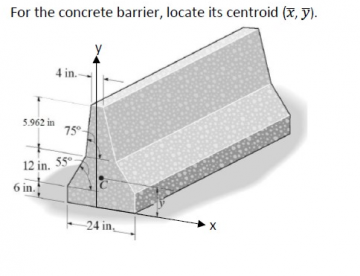 For the concrete barrier, locate its centroid (x̅, y̅).
y
4 in.
5.962 in
75°
12 in. 55°
C
6 in.
y̅
24 in.
x